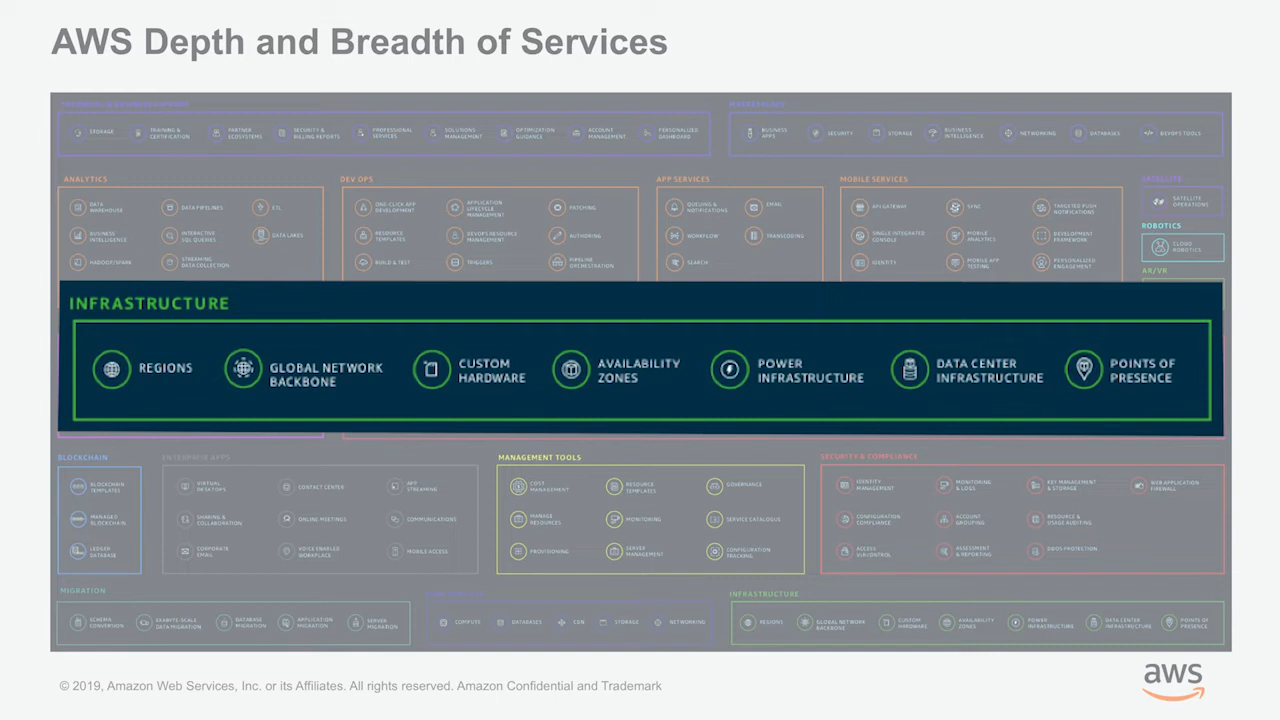 AWS Depth and Breadth of Services
STORAGE
TRAINING &
CERTIFICATION
PARTNER
ECOSYSTEMS
SECURITY &
BILLING REPORTS
PROFESSIONAL
SERVICES
SOLUTIONS
MANAGEMENT
OPTIMIZATION
GUIDANCE
ACCOUNT
MANAGEMENT
PERSONALIZED
DASHBOARD
MARKETPLACE
BUSINESS
APPS
SECURITY
STORAGE
BUSINESS
INTELLIGENCE
NETWORKING
DATABASES
DEVOPS TOOLS
ANALYTICS
DATA
WAREHOUSE
DATA PIPELINES
ETL
BUSINESS
INTELLIGENCE
INTERACTIVE
SQL QUERIES
DATA LAKES
HADOOP/SPARK
STREAMING
DATA COLLECTION
DEV OPS
ONE-CLICK APP
DEVELOPMENT
APPLICATION
LIFECYCLE
MANAGEMENT
PATCHING
RESOURCE
TEMPLATES
DEVOPS RESOURCE
MANAGEMENT
AUTHORING
BUILD & TEST
TRIGGERS
PIPELINE
ORCHESTRATION
APP SERVICES
QUEUING &
NOTIFICATIONS
EMAIL
WORKFLOW
TRANSCODING
SEARCH
MOBILE SERVICES
API GATEWAY
SYNC
TARGETED PUSH
NOTIFICATIONS
SINGLE INTEGRATED
CONSOLE
MOBILE
ANALYTICS
DEVELOPMENT
FRAMEWORK
IDENTITY
MOBILE APP
TESTING
PERSONALIZED
ENGAGEMENT
SATELLITE
SATELLITE
OPERATIONS
ROBOTICS
CLOUD
ROBOTICS
AR/VR
INFRASTRUCTURE
REGIONS
GLOBAL NETWORK
BACKBONE
CUSTOM
HARDWARE
AVAILABILITY
ZONES
POWER
INFRASTRUCTURE
DATA CENTER
INFRASTRUCTURE
POINTS OF
PRESENCE
BLOCKCHAIN
BLOCKCHAIN
TEMPLATES
MANAGED
BLOCKCHAIN
LEDGER
DATABASE
ENTERPRISE APPS
VIRTUAL
DESKTOPS
CONTACT CENTER
APP
STREAMING
SHARING &
COLLABORATION
ONLINE MEETINGS
COMMUNICATIONS
CORPORATE
EMAIL
VOICE ENABLED
WORKPLACE
MOBILE ACCESS
MANAGEMENT TOOLS
COST
MANAGEMENT
RESOURCE
TEMPLATES
GOVERNANCE
MANAGE
RESOURCES
MONITORING
SERVICE CATALOGUE
PROVISIONING
SERVER
MANAGEMENT
CONFIGURATION
TRACKING
SECURITY & COMPLIANCE
IDENTITY
MANAGEMENT
MONITORING
& LOGS
KEY MANAGEMENT
& STORAGE
WEB APPLICATION
FIREWALL
CONFIGURATION
COMPLIANCE
ACCOUNT
GROUPING
RESOURCE &
USAGE AUDITING
ACCESS
CONTROL
ASSESSMENT
& REPORTING
DDOS PROTECTION
MIGRATION
SCHEMA
CONVERSION
EXABYTE-SCALE
DATA MIGRATION
DATABASE
MIGRATION
APPLICATION
MIGRATION
SERVER
MIGRATION
COMPUTE
DATABASES
CDN
STORAGE
NETWORKING
INFRASTRUCTURE
REGIONS
GLOBAL NETWORK
BACKBONE
CUSTOM
HARDWARE
AVAILABILITY
ZONES
POWER
INFRASTRUCTURE
DATA CENTER
INFRASTRUCTURE
POINTS OF
PRESENCE
© 2019, Amazon Web Services, Inc. or its Affiliates. All rights reserved. Amazon Confidential and Trademark
aws